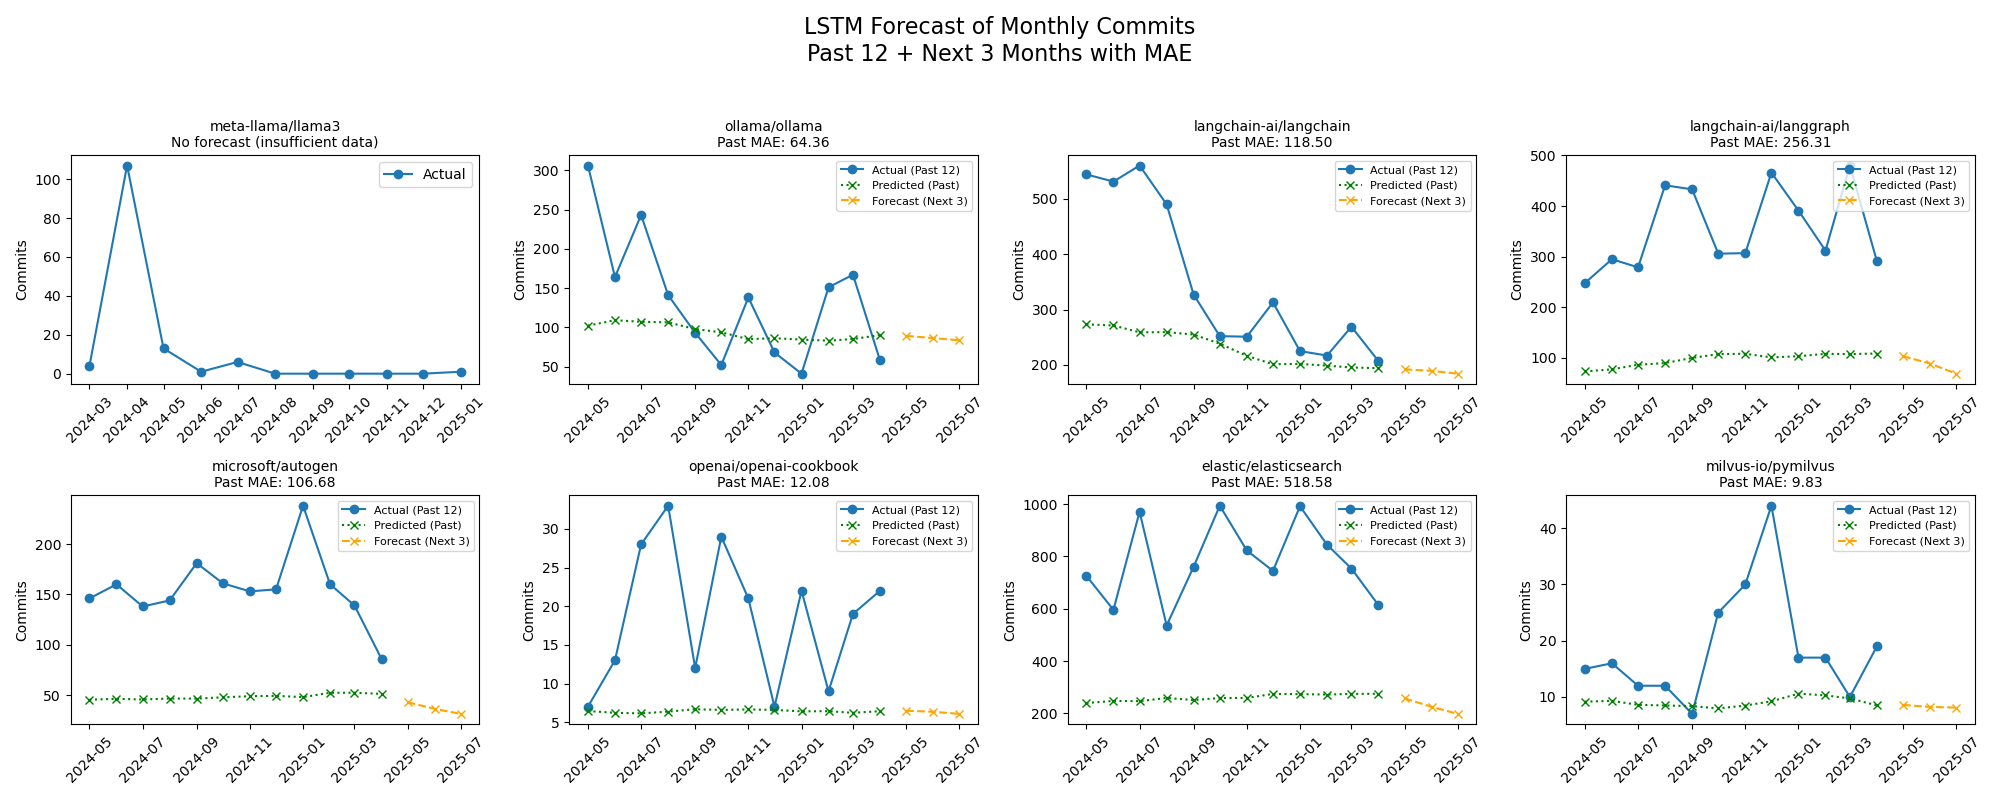 LSTM Forecast of Monthly Commits
Past 12 + Next 3 Months with MAE
meta-llama/llama3
No forecast (insufficient data)
Commits
100
80
60
40
20
0
Actual
2024-03
2024-04
2024-05
2024-06
2024-07
2024-08
2024-09
2024-10
2024-11
2024-12
2025-01
ollama/ollama
Past MAE: 64.36
Commits
300
250
200
150
100
50
Actual (Past 12)
Predicted (Past)
Forecast (Next 3)
2024-05
2024-07
2024-09
2024-11
2025-01
2025-03
2025-05
2025-07
langchain-ai/langchain
Past MAE: 118.50
Commits
500
400
300
200
Actual (Past 12)
Predicted (Past)
Forecast (Next 3)
2024-05
2024-07
2024-09
2024-11
2025-01
2025-03
2025-05
2025-07
langchain-ai/langgraph
Past MAE: 256.31
Commits
500
400
300
200
100
Actual (Past 12)
Predicted (Past)
Forecast (Next 3)
2024-05
2024-07
2024-09
2024-11
2025-01
2025-03
2025-05
2025-07
microsoft/autogen
Past MAE: 106.68
Commits
200
150
100
50
Actual (Past 12)
Predicted (Past)
Forecast (Next 3)
2024-05
2024-07
2024-09
2024-11
2025-01
2025-03
2025-05
2025-07
openai/openai-cookbook
Past MAE: 12.08
Commits
30
25
20
15
10
5
Actual (Past 12)
Predicted (Past)
Forecast (Next 3)
2024-05
2024-07
2024-09
2024-11
2025-01
2025-03
2025-05
2025-07
elastic/elasticsearch
Past MAE: 518.58
Commits
1000
800
600
400
200
Actual (Past 12)
Predicted (Past)
Forecast (Next 3)
2024-05
2024-07
2024-09
2024-11
2025-01
2025-03
2025-05
2025-07
milvus-io/pymilvus
Past MAE: 9.83
Commits
40
30
20
10
Actual (Past 12)
Predicted (Past)
Forecast (Next 3)
2024-05
2024-07
2024-09
2024-11
2025-01
2025-03
2025-05
2025-07